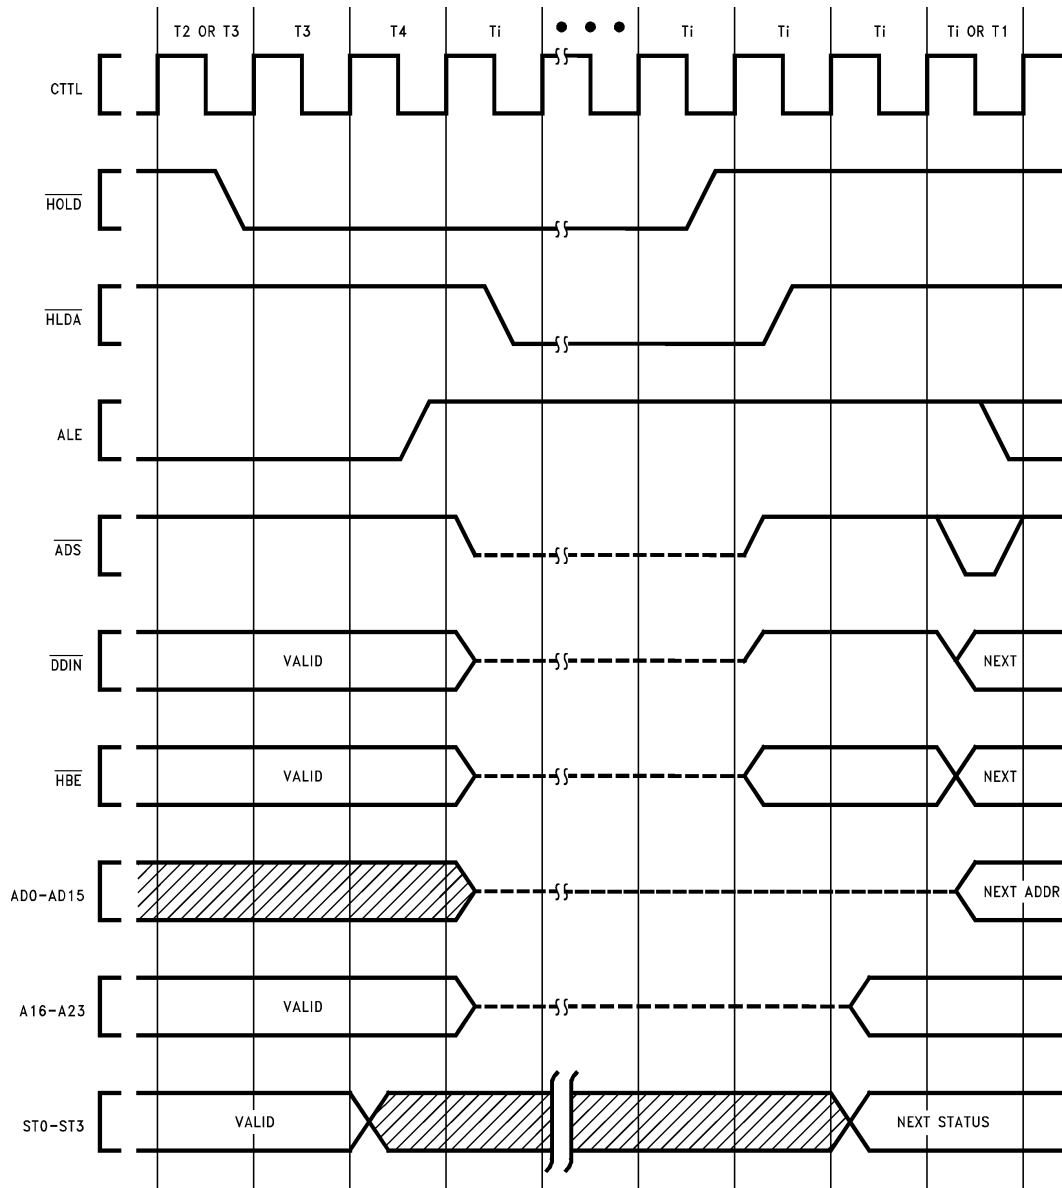 T2 OR T3 T3 T4 Ti Ti Ti Ti Ti OR T1
CTTL
HOLD
HLDA
ALE
ADS
DDIN VALID NEXT
HBE VALID NEXT
AD0-AD15 NEXT ADDR
A16-A23 VALID
ST0-ST3 VALID NEXT STATUS